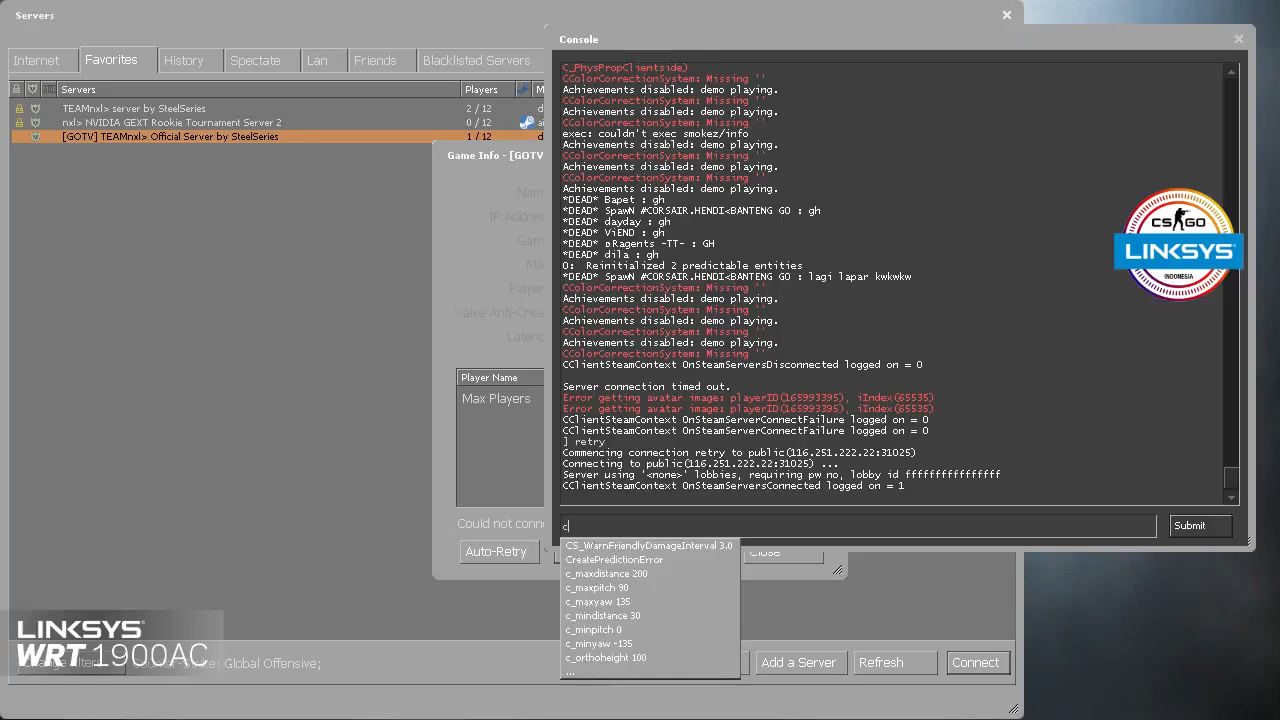 Servers
Internet Favorites History Spectate Lan Friends Blacklisted Servers
Servers Players M
TEAMnxl> server by SteelSeries 2 / 12 d
nxl> NVIDIA GEXT Rookie Tournament Server 2 0 / 12 ai
[GOTV] TEAMnxl> Official Server by SteelSeries 1 / 12 d
Game Info - [GOTV
Nam
IP Addres
Gam
Ma
Player
Valve Anti-Chea
Latenc
Player Name
Max Players
Could not conn
Auto-Retry
Close
Console
C_PhysPropClientside)
CColorCorrectionSystem: Missing ''
Achievements disabled: demo playing.
CColorCorrectionSystem: Missing ''
Achievements disabled: demo playing.
CColorCorrectionSystem: Missing ''
exec: couldn't exec smokez/info
Achievements disabled: demo playing.
CColorCorrectionSystem: Missing ''
Achievements disabled: demo playing.
CColorCorrectionSystem: Missing ''
Achievements disabled: demo playing.
*DEAD* Bapet : gh
*DEAD* SpawN #CORSAIR.HENDI<BANTENG GO : gh
*DEAD* dayday : gh
*DEAD* ViEND : gh
*DEAD* ɒRagents -TT- : GH
*DEAD* dila : gh
0: Reinitialized 2 predictable entities
*DEAD* SpawN #CORSAIR.HENDI<BANTENG GO : lagi lapar kwkwkw
CColorCorrectionSystem: Missing ''
Achievements disabled: demo playing.
CColorCorrectionSystem: Missing ''
Achievements disabled: demo playing.
CColorCorrectionSystem: Missing ''
Achievements disabled: demo playing.
CColorCorrectionSystem: Missing ''
CClientSteamContext OnSteamServersDisconnected logged on = 0
Server connection timed out.
Error getting avatar image: playerID(165993395), iIndex(65535)
Error getting avatar image: playerID(165993395), iIndex(65535)
CClientSteamContext OnSteamServerConnectFailure logged on = 0
CClientSteamContext OnSteamServerConnectFailure logged on = 0
] retry
Commencing connection retry to public(116.251.222.22:31025)
Connecting to public(116.251.222.22:31025) ...
Server using '<none>' lobbies, requiring pw no, lobby id ffffffffffffffff
CClientSteamContext OnSteamServersConnected logged on = 1
c
Submit
CS_WarnFriendlyDamageInterval 3.0
CreatePredictionError
c_maxdistance 200
c_maxpitch 90
c_maxyaw 135
c_mindistance 30
c_minpitch 0
c_minyaw -135
c_orthoheight 100
...
CS GO
LINKSYS
INDONESIA
LINKSYS
WRT 1900AC
Global Offensive;
Add a Server Refresh Connect